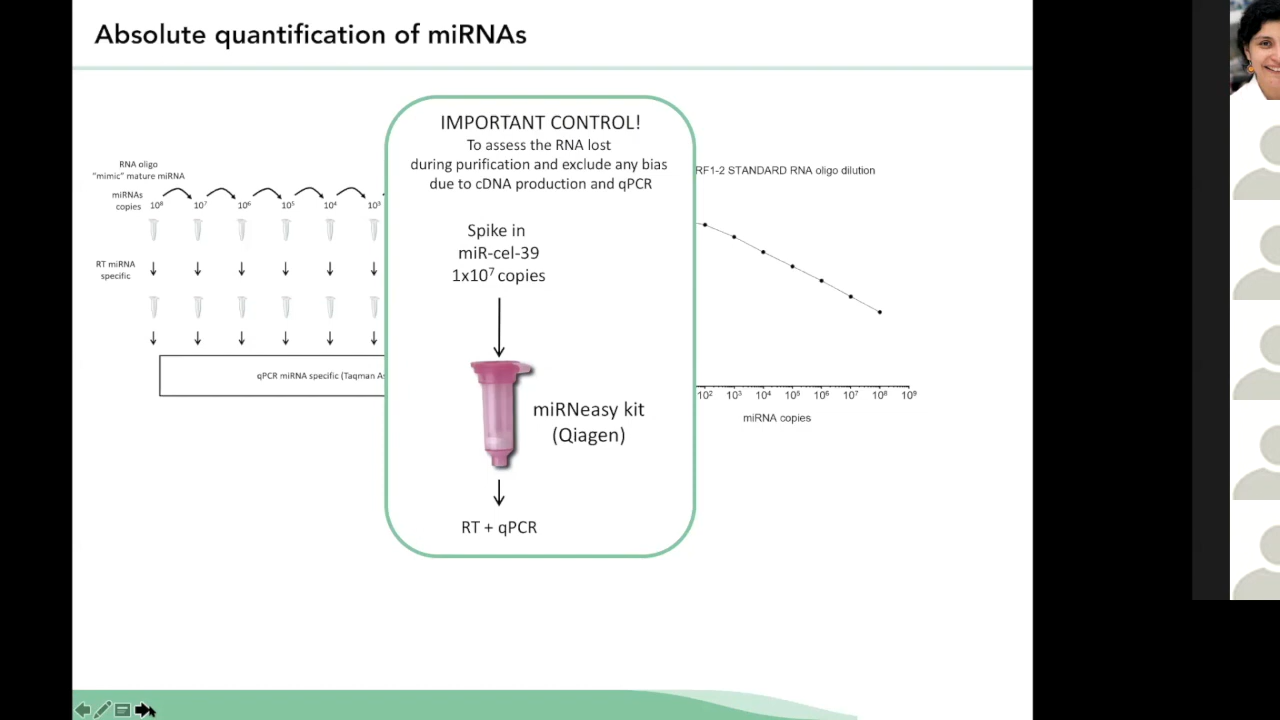 Absolute quantification of miRNAs
RNA oligo
“mimic” mature miRNA
miRNAs
copies
10⁸ 10⁷ 10⁶ 10⁵ 10⁴ 10³
RT miRNA
specific
qPCR miRNA specific (Taqman As
IMPORTANT CONTROL!
To assess the RNA lost
during purification and exclude any bias
due to cDNA production and qPCR
Spike in
miR-cel-39
1x10⁷ copies
miRNeasy kit
(Qiagen)
RT + qPCR
RF1-2 STANDARD RNA oligo dilution
10² 10³ 10⁴ 10⁵ 10⁶ 10⁷ 10⁸ 10⁹
miRNA copies